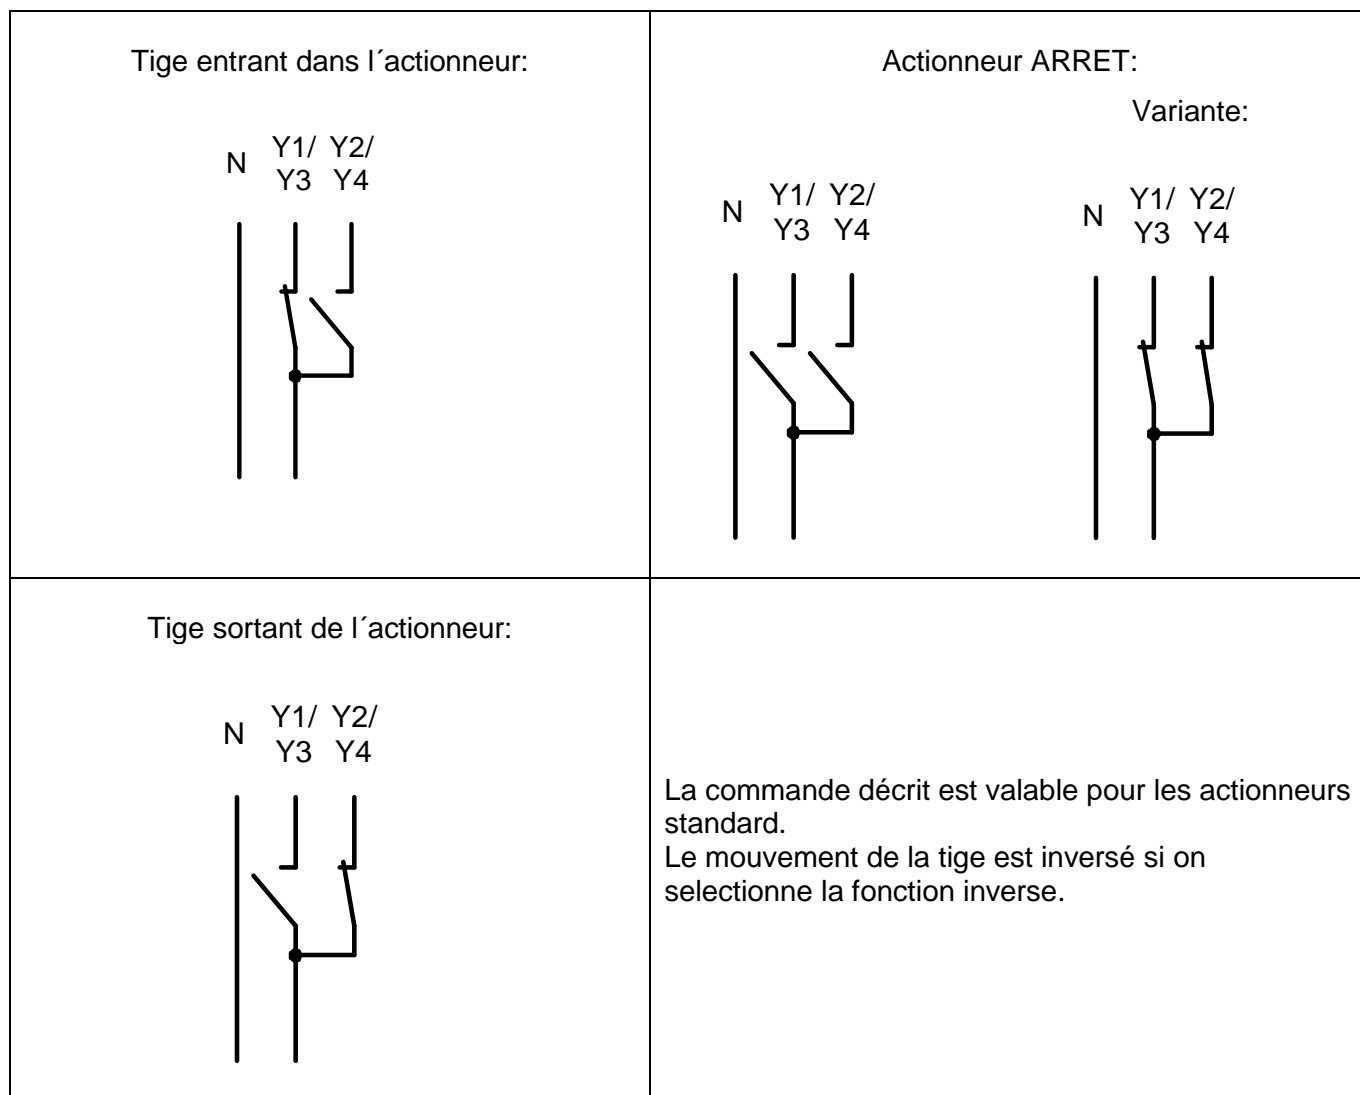 Tige entrant dans l´actionneur:
N Y1/ Y2/
Y3 Y4
Actionneur ARRET:
Variante:
N Y1/ Y2/
Y3 Y4
N Y1/ Y2/
Y3 Y4
Tige sortant de l´actionneur:
N Y1/ Y2/
Y3 Y4
La commande décrit est valable pour les actionneurs
standard.
Le mouvement de la tige est inversé si on
selectionne la fonction inverse.